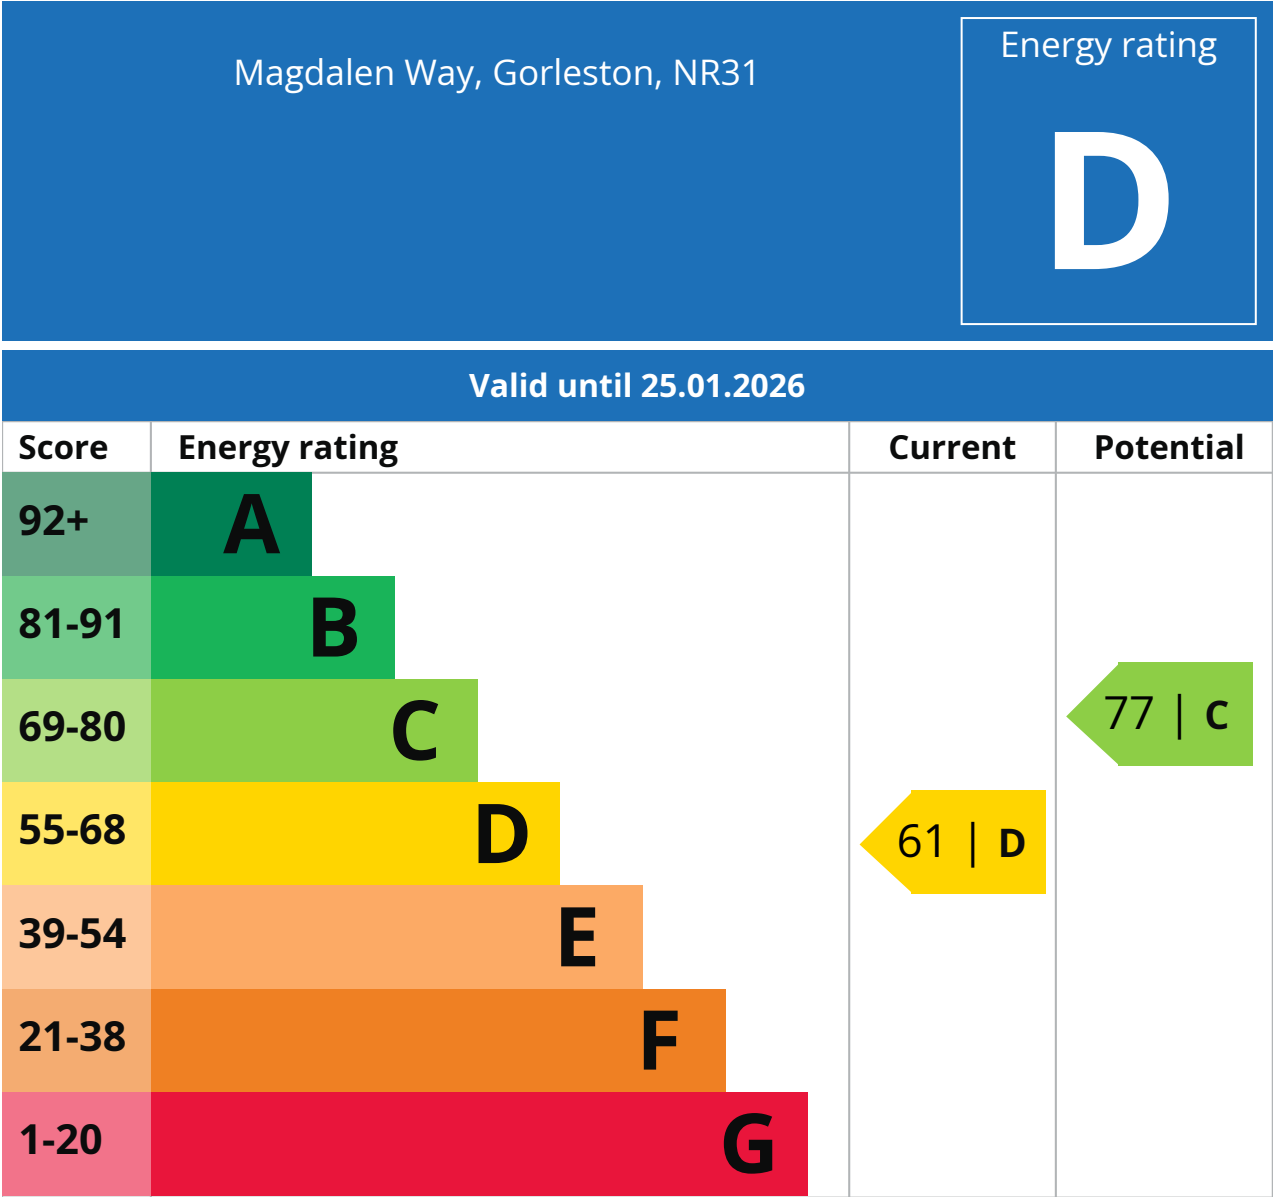 Magdalen Way, Gorleston, NR31
Energy rating
D
Valid until 25.01.2026
Score Energy rating Current Potential
92+ A
81-91 B
69-80 C 77 | C
55-68 D 61 | D
39-54 E
21-38 F
1-20 G